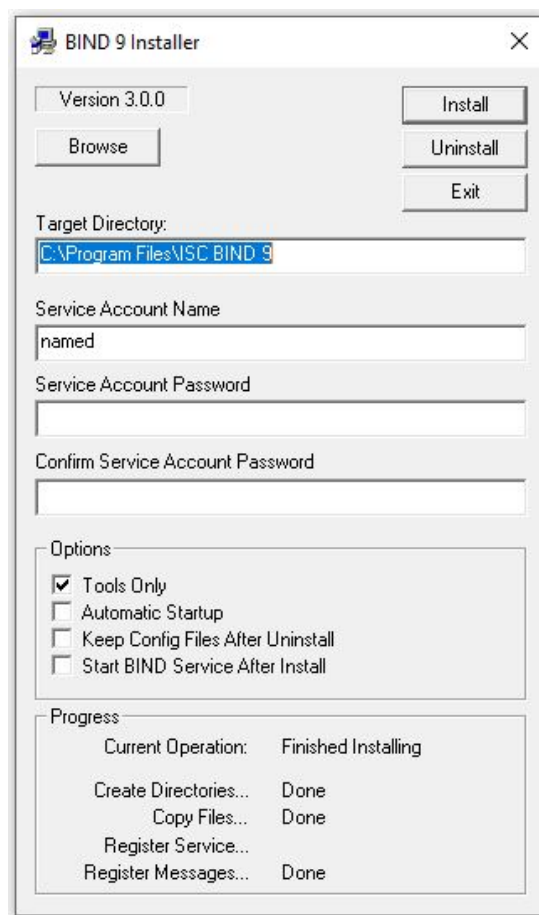 BIND 9 Installer
Version 3.0.0
Install
Browse
Uninstall
Exit
Target Directory:
C:\Program Files\ISC BIND 9
Service Account Name
named
Service Account Password
Confirm Service Account Password
Options
Tools Only
Automatic Startup
Keep Config Files After Uninstall
Start BIND Service After Install
Progress
Current Operation: Finished Installing
Create Directories... Done
Copy Files... Done
Register Service...
Register Messages... Done